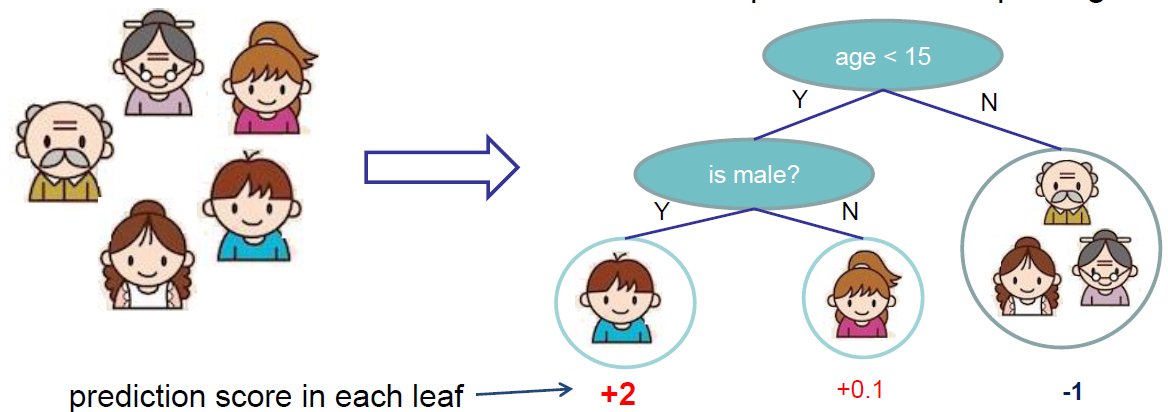 age < 15
Y
N
is male?
Y
N
prediction score in each leaf
+2
+0.1
-1